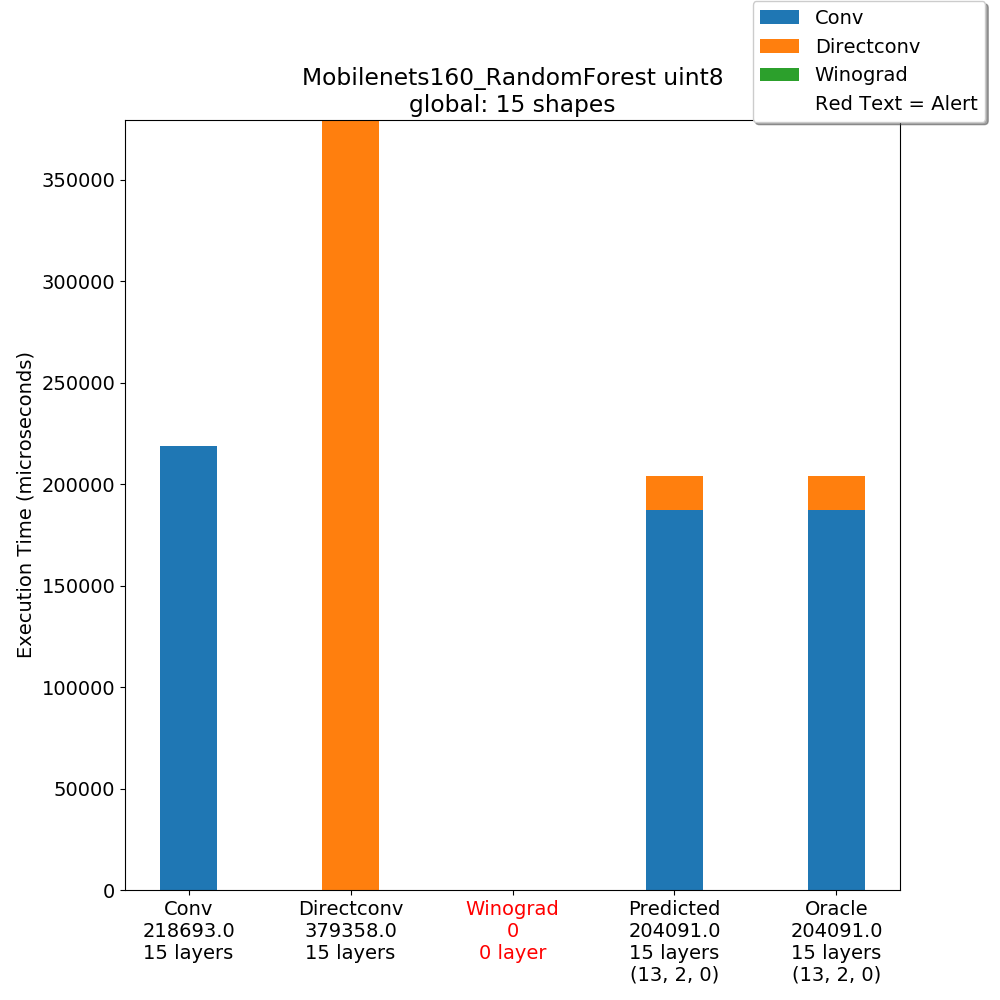 Conv
Directconv
Winograd
Red Text = Alert
Mobilenets160_RandomForest uint8
global: 15 shapes
Execution Time (microseconds)
350000
300000
250000
200000
150000
100000
50000
0
Conv
218693.0
15 layers
Directconv
379358.0
15 layers
Winograd
0
0 layer
Predicted
204091.0
15 layers
(13, 2, 0)
Oracle
204091.0
15 layers
(13, 2, 0)